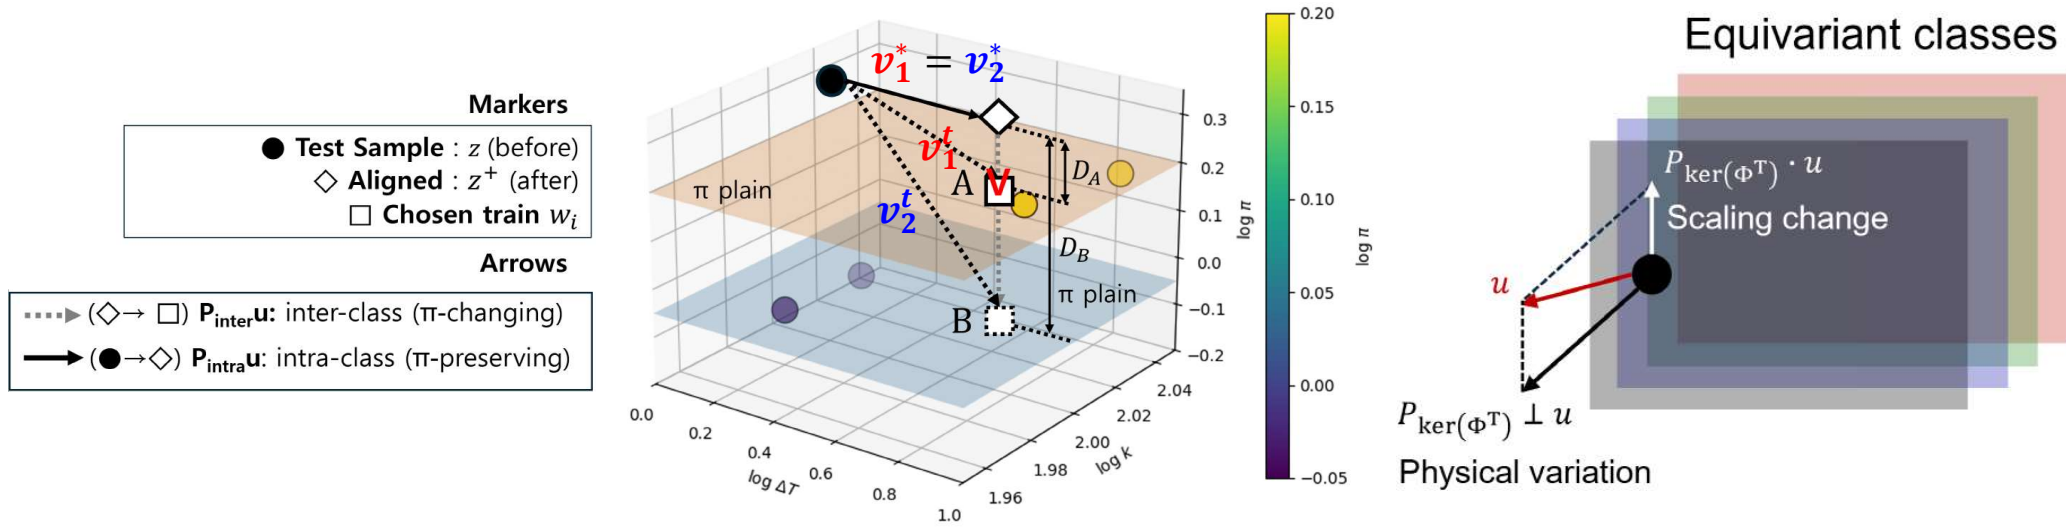 Markers
● Test Sample : z (before)
◇ Aligned : z⁺ (after)
□ Chosen train wᵢ
Arrows
(◇→ □) P_inter u: inter-class (π-changing)
(●→◇) P_intra u: intra-class (π-preserving)
v₁* = v₂*
v₁ᵗ
D_A
A
V
π plain
v₂ᵗ
D_B
π plain
B
0.3
0.2
0.1
0.0
−0.1
−0.2
log π
0.0
0.2
0.4
0.6
0.8
1.0
log ΔT
1.96
1.98
2.00
2.02
2.04
log k
0.20
0.15
0.10
0.05
0.00
−0.05
log π
Equivariant classes
P_ker(Φᵀ) · u
Scaling change
u
P_ker(Φᵀ) ⊥ u
Physical variation